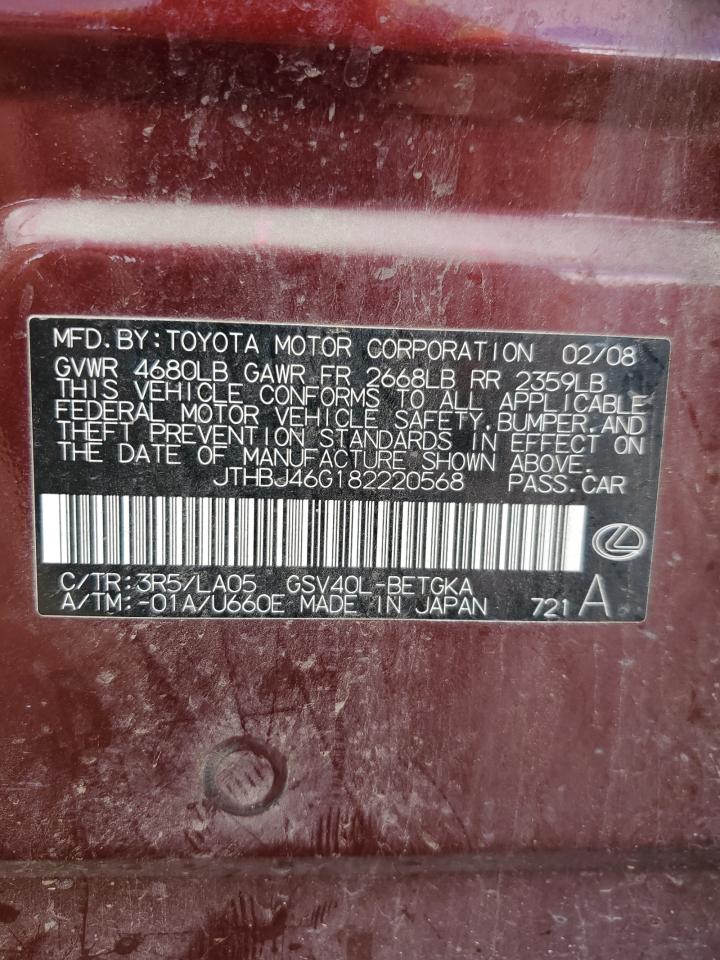 MFD.BY:TOYOTA MOTOR CORPORATION 02/08
GVWR 4680LB GAWR FR 2668LB RR 2359LB
THIS VEHICLE CONFORMS TO ALL APPLICABLE
FEDERAL MOTOR VEHICLE SAFETY,BUMPER,AND
THEFT PREVENTION STANDARDS IN EFFECT ON
THE DATE OF MANUFACTURE SHOWN ABOVE.
JTHBJ46G182220568 PASS.CAR
C/TR:3R5/LA05 GSV40L-BETGKA
A/TM:-01A/U660E MADE IN JAPAN 721 A